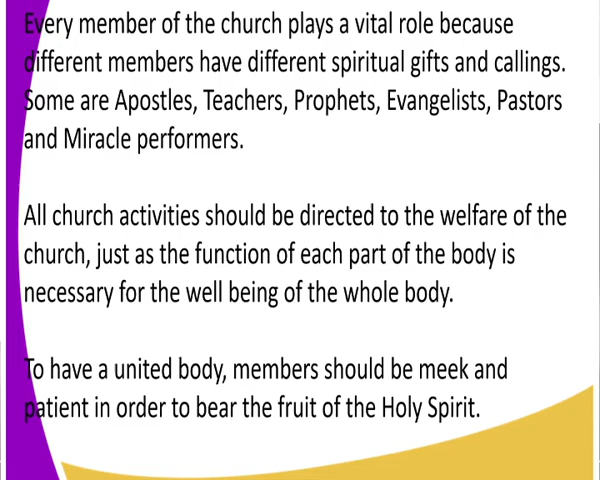 Every member of the church plays a vital role because
different members have different spiritual gifts and callings.
Some are Apostles, Teachers, Prophets, Evangelists, Pastors
and Miracle performers.
All church activities should be directed to the welfare of the
church, just as the function of each part of the body is
necessary for the well being of the whole body.
To have a united body, members should be meek and
patient in order to bear the fruit of the Holy Spirit.